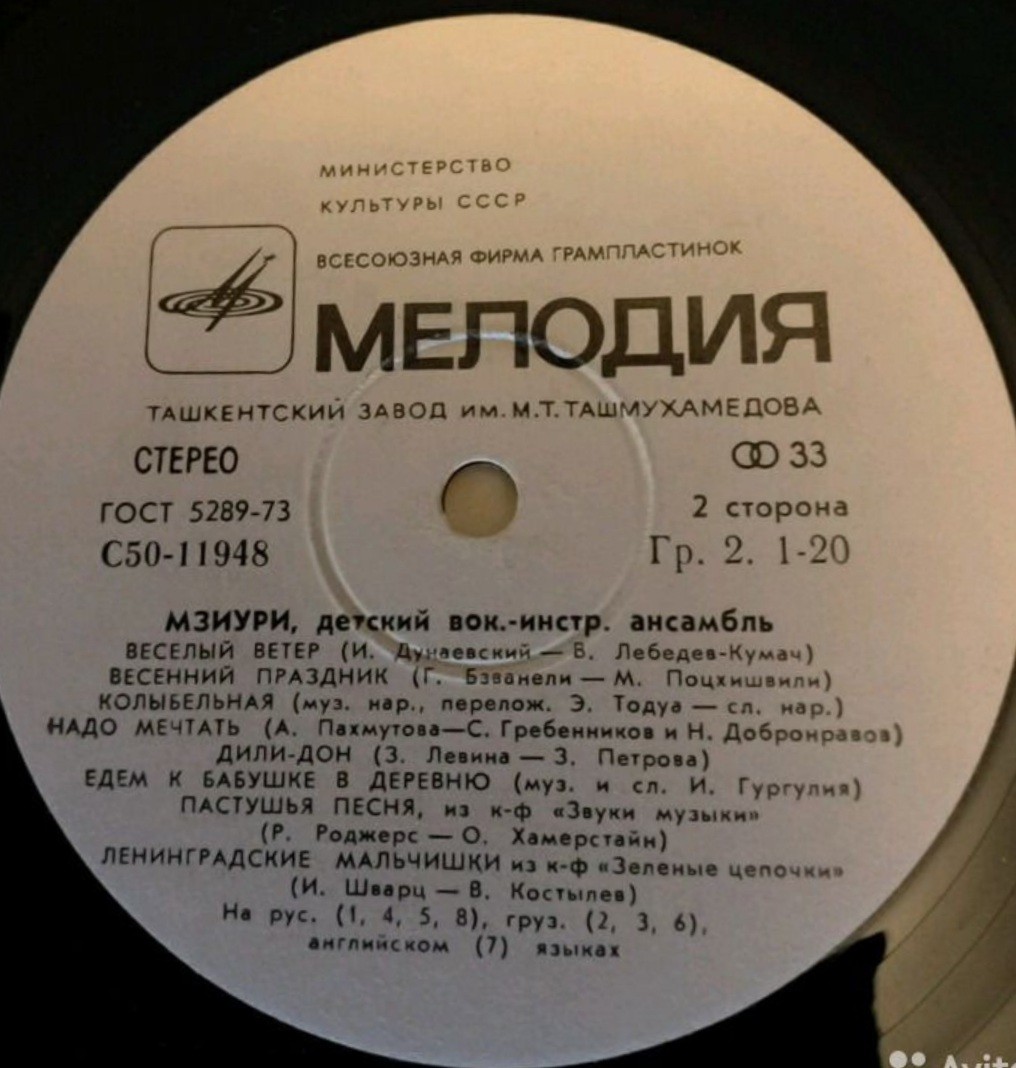 МИНИСТЕРСТВО
КУЛЬТУРЫ СССР
ВСЕСОЮЗНАЯ ФИРМА ГРАМПЛАСТИНОК
МЕЛОДИЯ
ТАШКЕНТСКИЙ ЗАВОД ИМ. М.Т. ТАШМУХАМЕДОВА
СТЕРЕО 33
ГОСТ 5289-73 2 сторона
С50-11948 Гр. 2. 1-20
МЗИУРИ, детский вок.-инстр. ансамбль
ВЕСЕЛЫЙ ВЕТЕР (И. Дунаевский — В. Лебедев-Кумач)
ВЕСЕННИЙ ПРАЗДНИК (Г. Бзванели — М. Поцхишвили)
КОЛЫБЕЛЬНАЯ (муз. нар., перелож. Э. Тодуа — сл. нар.)
НАДО МЕЧТАТЬ (А. Пахмутова—С. Гребенников и Н. Добронравов)
ДИЛИ-ДОН (З. Левина — З. Петрова)
ЕДЕМ К БАБУШКЕ В ДЕРЕВНЮ (муз. и сл. И. Гургулия)
ПАСТУШЬЯ ПЕСНЯ, из к-ф «Звуки музыки»
(Р. Роджерс — О. Хамерстайн)
ЛЕНИНГРАДСКИЕ МАЛЬЧИШКИ из к-ф «Зеленые цепочки»
(И. Шварц — В. Костылев)
На рус. (1, 4, 5, 8), груз. (2, 3, 6),
английском (7) языках